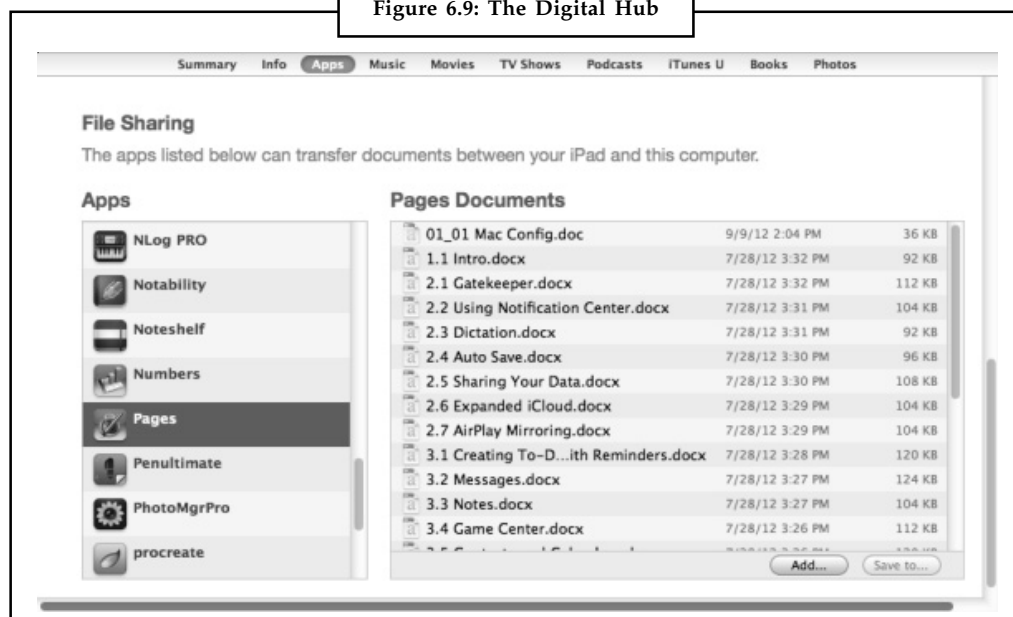 Figure 6.9: The Digital Hub
Summary Info Apps Music Movies TV Shows Podcasts iTunes U Books Photos
File Sharing
The apps listed below can transfer documents between your iPad and this computer.
Apps
NLog PRO
Notability
Noteshelf
Numbers
Pages
Penultimate
PhotoMgrPro
procreate
Pages Documents
01_01 Mac Config.doc 9/9/12 2:04 PM 36 KB
1.1 Intro.docx 7/28/12 3:32 PM 92 KB
2.1 Gatekeeper.docx 7/28/12 3:32 PM 112 KB
2.2 Using Notification Center.docx 7/28/12 3:31 PM 104 KB
2.3 Dictation.docx 7/28/12 3:31 PM 92 KB
2.4 Auto Save.docx 7/28/12 3:30 PM 96 KB
2.5 Sharing Your Data.docx 7/28/12 3:30 PM 108 KB
2.6 Expanded iCloud.docx 7/28/12 3:29 PM 104 KB
2.7 AirPlay Mirroring.docx 7/28/12 3:29 PM 104 KB
3.1 Creating To-D...ith Reminders.docx 7/28/12 3:28 PM 120 KB
3.2 Messages.docx 7/28/12 3:27 PM 124 KB
3.3 Notes.docx 7/28/12 3:27 PM 104 KB
3.4 Game Center.docx 7/28/12 3:26 PM 112 KB
Add... Save to...